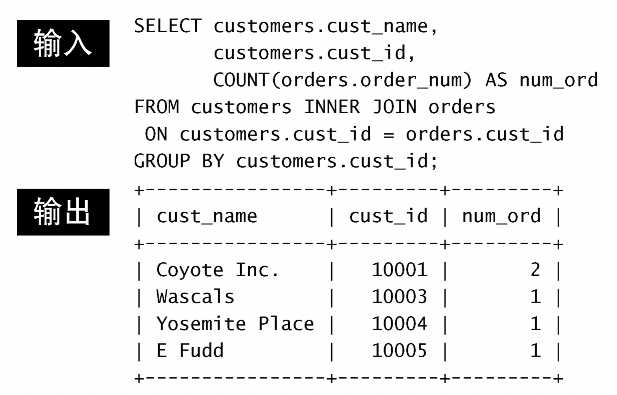 输入
SELECT customers.cust_name,
       customers.cust_id,
       COUNT(orders.order_num) AS num_ord
FROM customers INNER JOIN orders
 ON customers.cust_id = orders.cust_id
GROUP BY customers.cust_id;
输出
+----------------+---------+---------+
| cust_name      | cust_id | num_ord |
+----------------+---------+---------+
| Coyote Inc.    |   10001 |       2 |
| Wascals        |   10003 |       1 |
| Yosemite Place |   10004 |       1 |
| E Fudd         |   10005 |       1 |
+----------------+---------+---------+